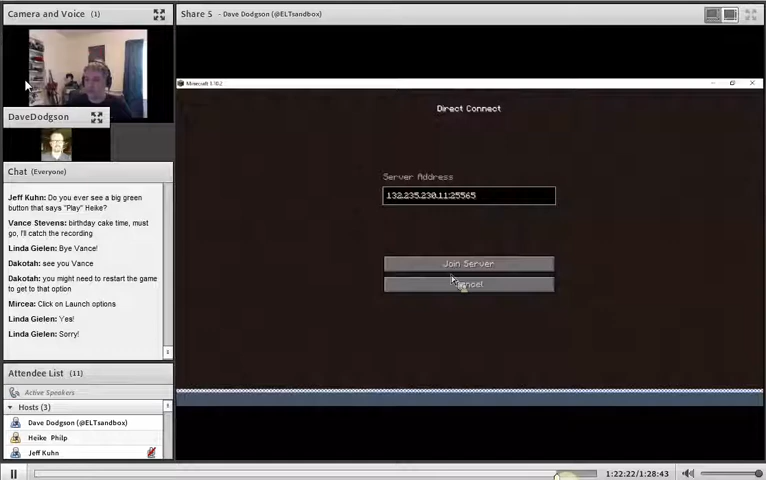 Camera and Voice (1)
Share 5 - Dave Dodgson (@ELTsandbox)
Minecraft 1.10.2
Direct Connect
DaveDodgson
Server Address
132.235.230.11:25565
Chat (Everyone)
Jeff Kuhn: Do you ever see a big green
button that says "Play" Heike?
Vance Stevens: birthday cake time, must
go, I'll catch the recording
Linda Gielen: Bye Vance!
Dakotah: see you Vance
Dakotah: you might need to restart the game
to get to that option
Mircea: Click on Launch options
Linda Gielen: Yes!
Linda Gielen: Sorry!
Join Server
Cancel
Attendee List (11)
Active Speakers
Hosts (3)
Dave Dodgson (@ELTsandbox)
Heike Philp
Jeff Kuhn
1:22:22/1:28:43